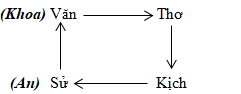 (Khoa) Văn Thơ
(An) Sử Kịch